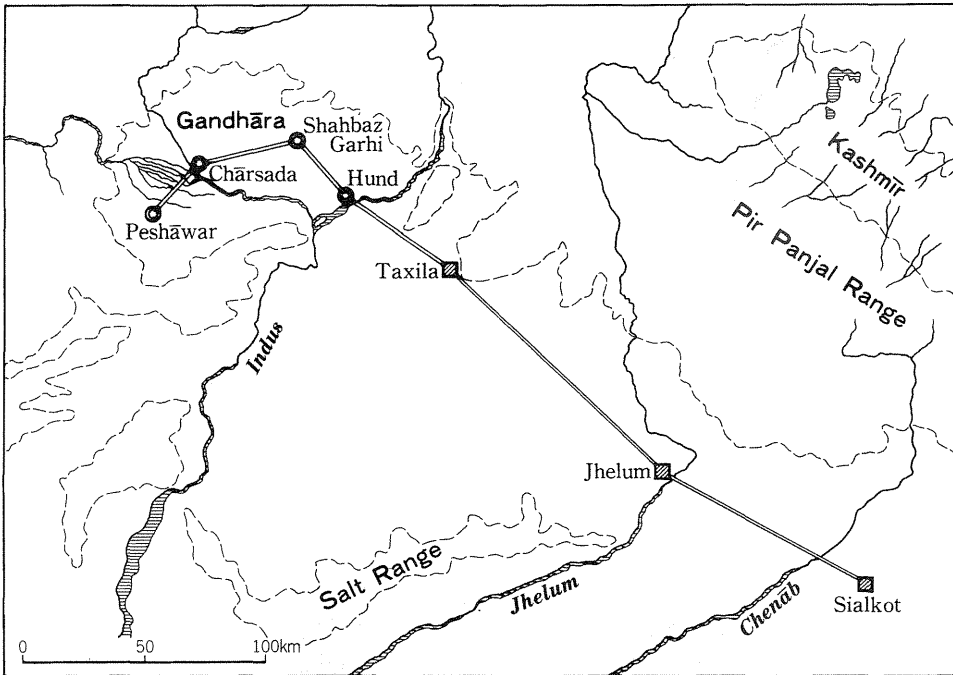 Gandhāra
Shahbaz
Garhi
Chārsada
Hund
Peshāwar
Taxila
Kashmīr
Pir Panjal Range
Indus
Jhelum
Salt Range
Jhelum
Chenāb
Sialkot
0 50 100km